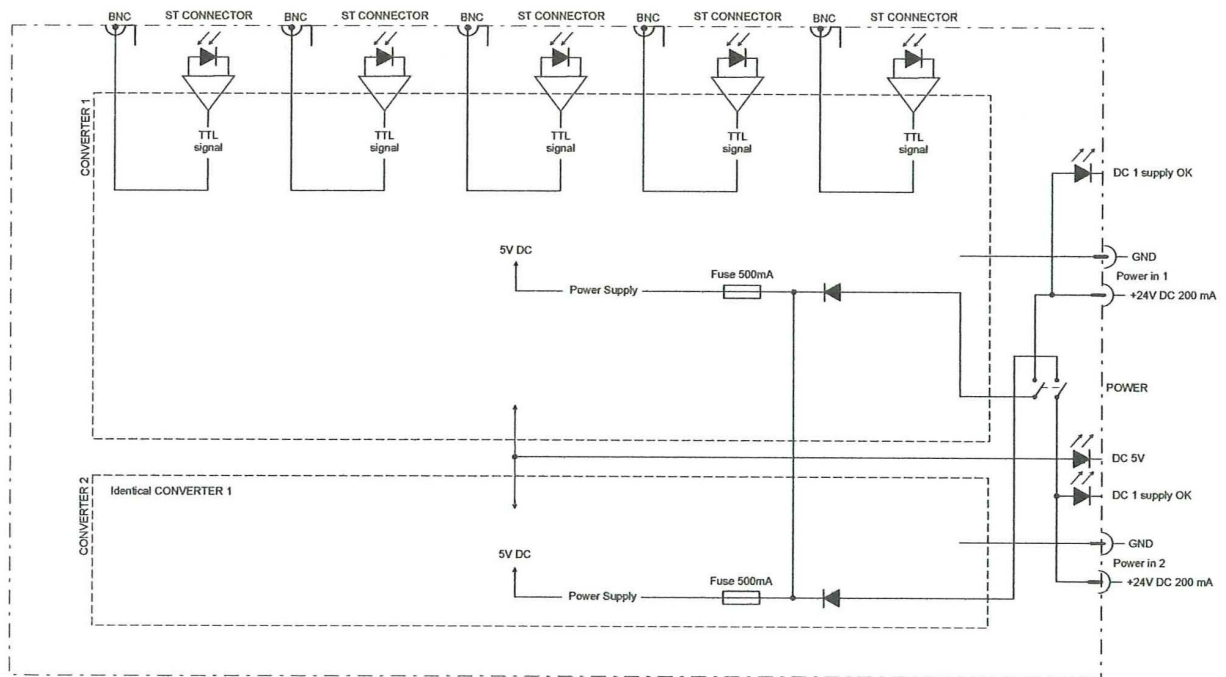 BNC ST CONNECTOR BNC ST CONNECTOR BNC ST CONNECTOR BNC ST CONNECTOR BNC ST CONNECTOR
CONVERTER 1
TTL signal
TTL signal
TTL signal
TTL signal
TTL signal
DC 1 supply OK
5V DC
GND
Fuse 500mA
Power in 1
Power Supply
+24V DC 200 mA
POWER
DC 5V
CONVERTER 2
Identical CONVERTER 1
DC 1 supply OK
GND
5V DC
Power in 2
Fuse 500mA
+24V DC 200 mA
Power Supply